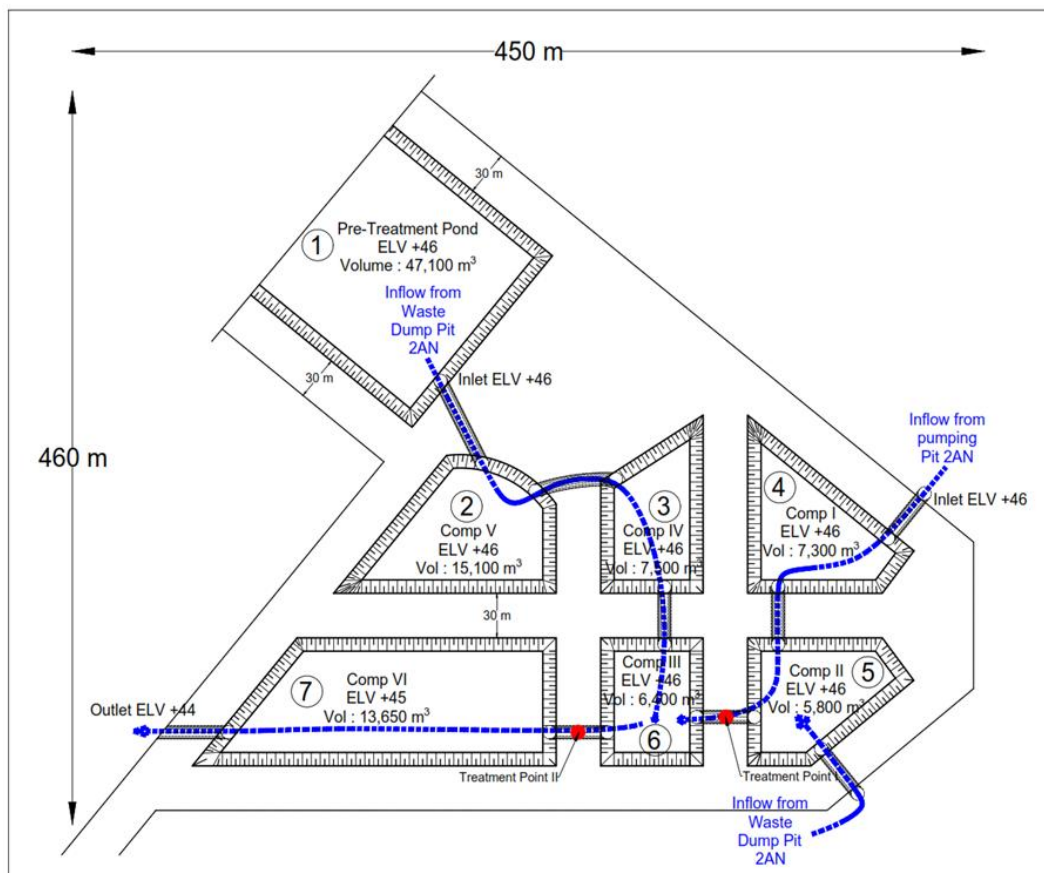 450 m
460 m
30 m
1
Pre-Treatment Pond
ELV +46
Volume : 47,100 m³
Inflow from
Waste
Dump Pit
2AN
30 m
Inlet ELV +46
Inflow from
pumping
Pit 2AN
Inlet ELV +46
2
Comp V
ELV +46
Vol : 15,100 m³
3
Comp IV
ELV +46
Vol : 7,500 m³
4
Comp I
ELV +46
Vol : 7,300 m³
30 m
7
Comp VI
ELV +45
Vol : 13,650 m³
Outlet ELV +44
Comp III
ELV +46
Vol : 6,400 m³
6
Comp II
ELV +46
Vol : 5,800 m³
5
Treatment Point II
Treatment Point I
Inflow from
Waste
Dump Pit
2AN